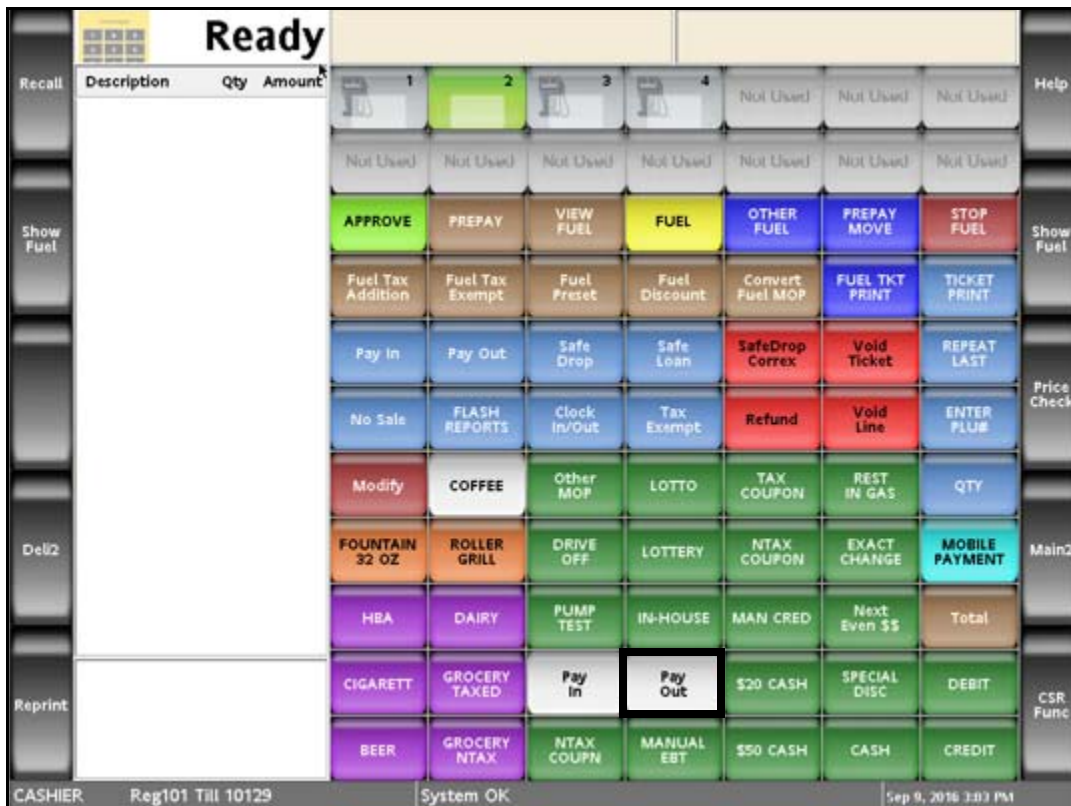 Ready
Recall
Description Qty Amount
1
2
3
4
Not Used
Not Used
Not Used
Help
Not Used
Not Used
Not Used
Not Used
Not Used
Not Used
Not Used
Show
Fuel
APPROVE
PREPAY
VIEW
FUEL
FUEL
OTHER
FUEL
PREPAY
MOVE
STOP
FUEL
Show
Fuel
Fuel Tax
Addition
Fuel Tax
Exempt
Fuel
Preset
Fuel
Discount
Convert
Fuel MOP
FUEL TKT
PRINT
TICKET
PRINT
Pay In
Pay Out
Safe
Drop
Safe
Loan
SafeDrop
Correx
Void
Ticket
REPEAT
LAST
Price
Check
No Sale
FLASH
REPORTS
Clock
In/Out
Tax
Exempt
Refund
Void
Line
ENTER
PLU#
Modify
COFFEE
Other
MOP
LOTTO
TAX
COUPON
REST
IN GAS
QTY
Deli2
FOUNTAIN
32 OZ
ROLLER
GRILL
DRIVE
OFF
LOTTERY
NTAX
COUPON
EXACT
CHANGE
MOBILE
PAYMENT
Main2
HBA
DAIRY
PUMP
TEST
IN-HOUSE
MAN CRED
Next
Even $$
Total
Reprint
CIGARETT
GROCERY
TAXED
Pay
In
Pay
Out
$20 CASH
SPECIAL
DISC
DEBIT
CSR
Func
BEER
GROCERY
NTAX
NTAX
COUPN
MANUAL
EBT
$50 CASH
CASH
CREDIT
CASHIER Reg101 Till 10129 System OK Sep 9, 2016 3:03 PM